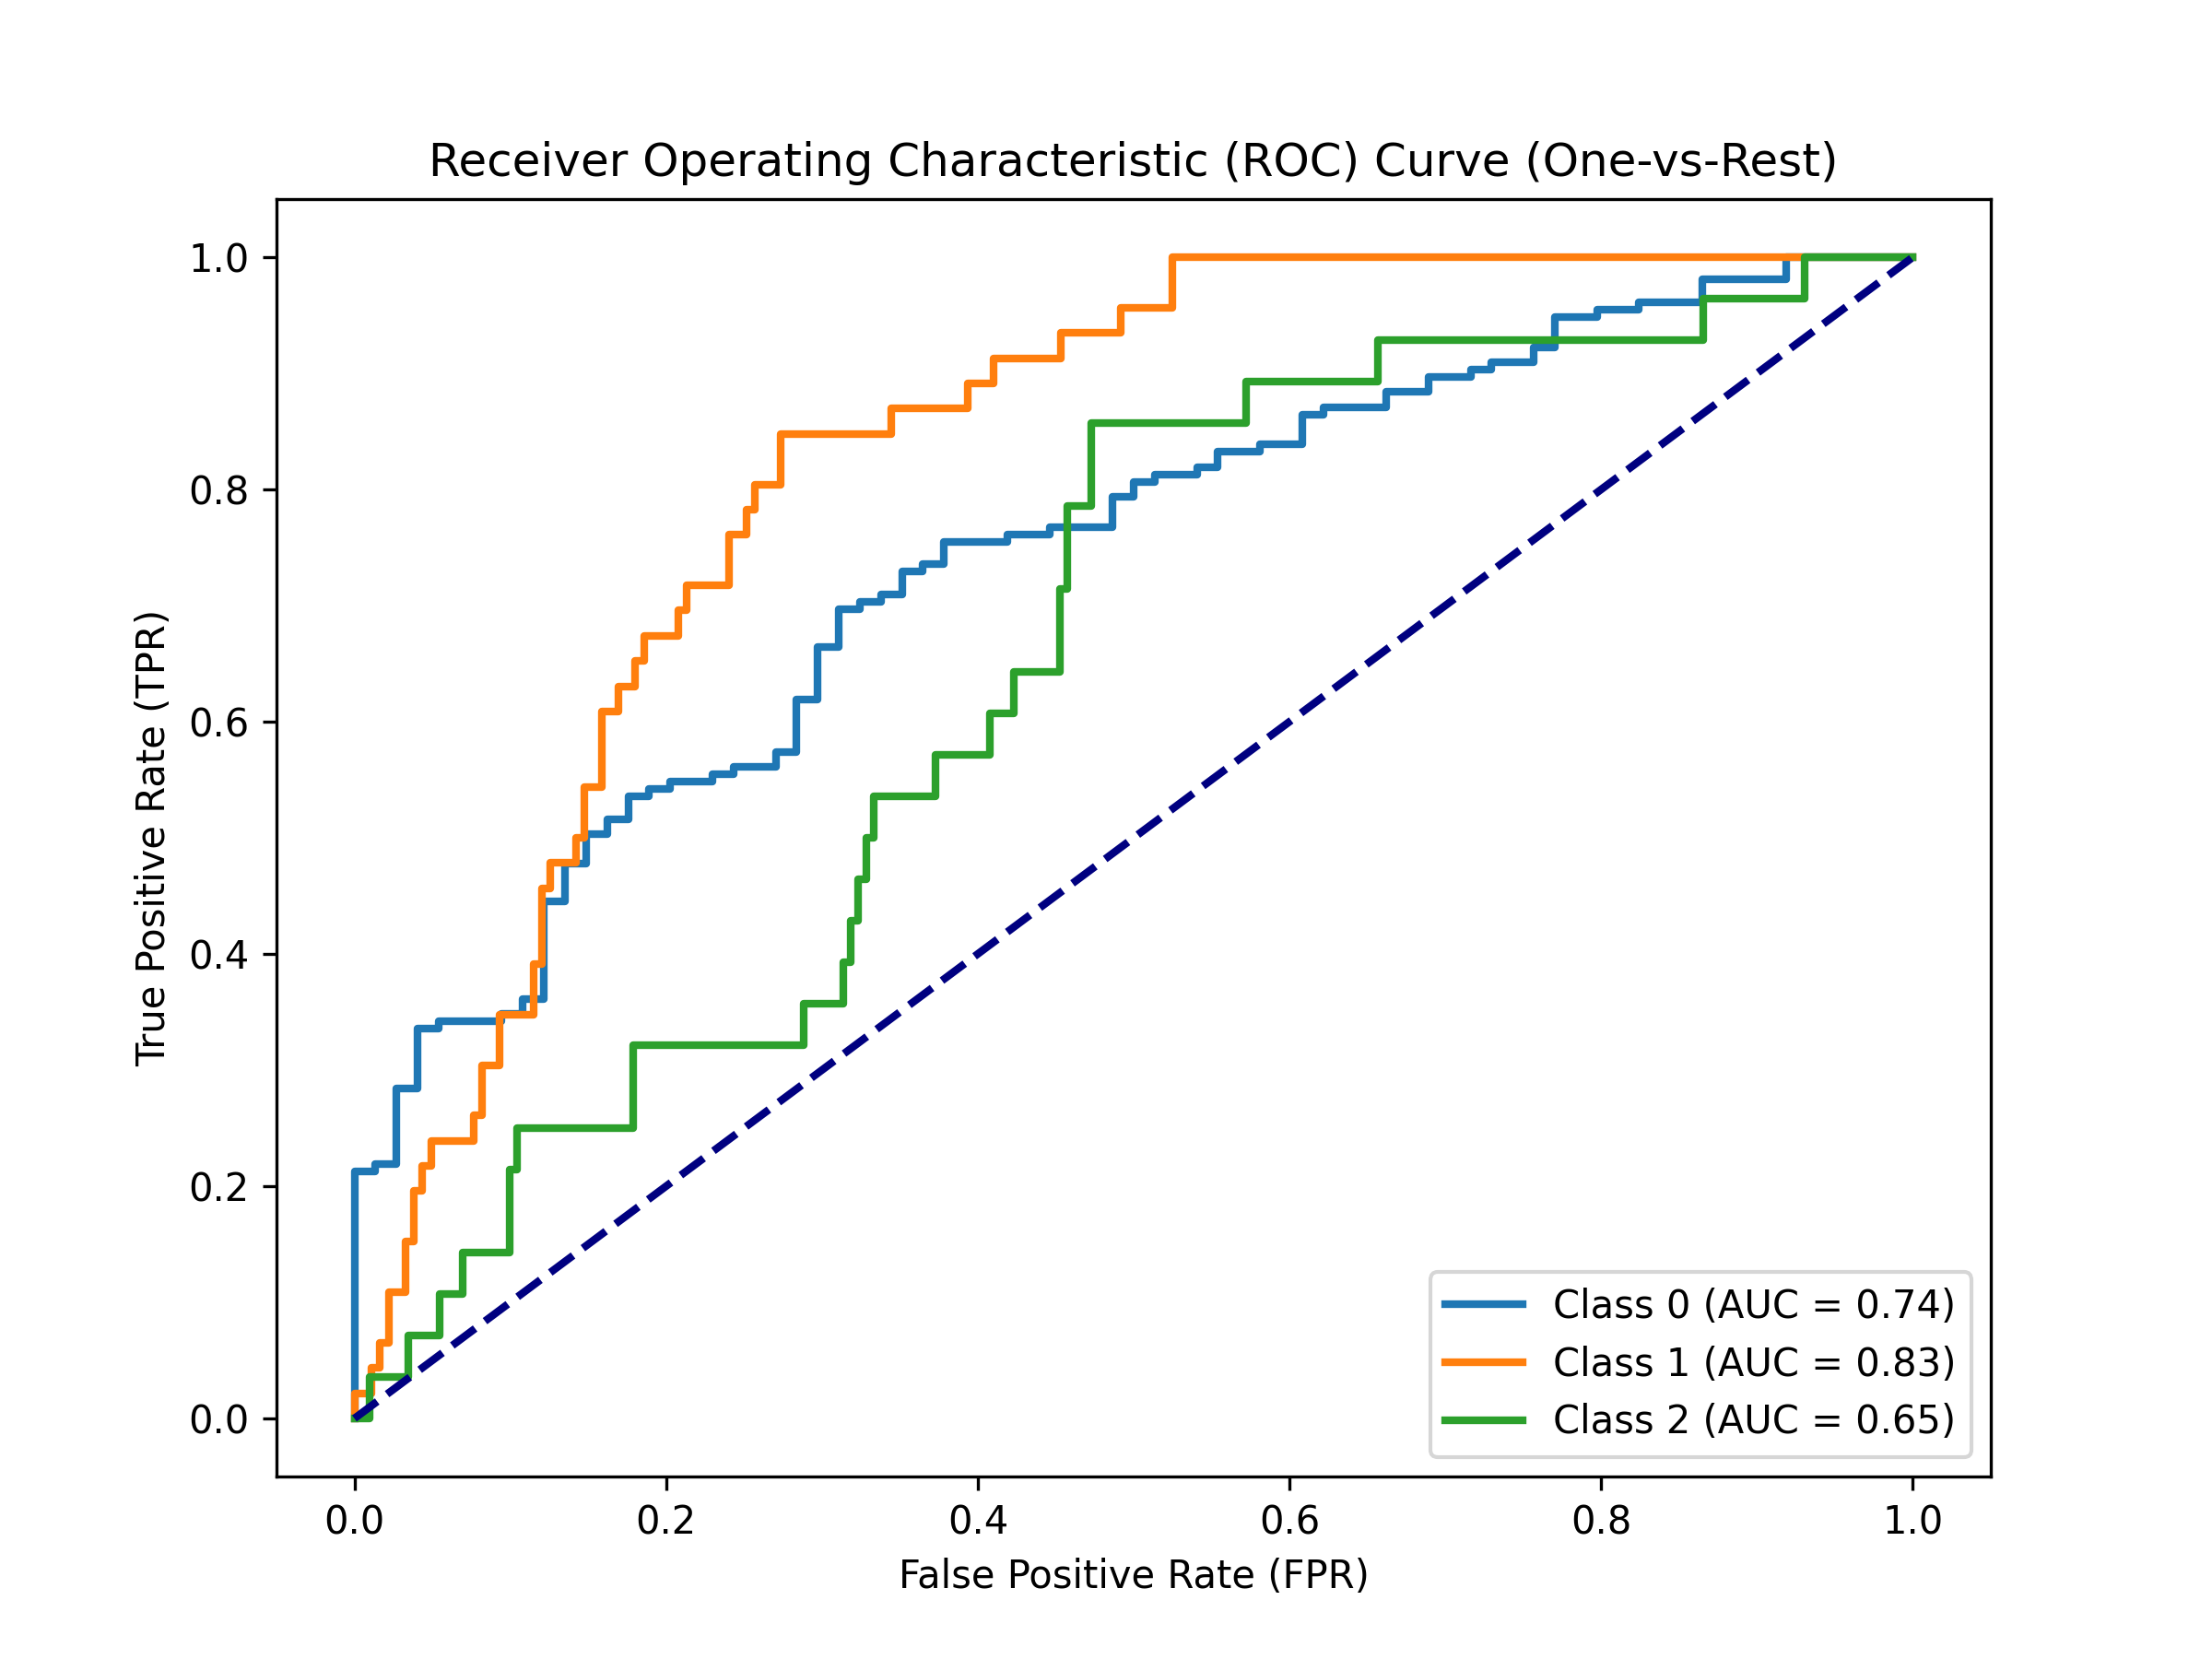 Receiver Operating Characteristic (ROC) Curve (One-vs-Rest)
1.0
0.8
0.6
0.4
0.2
0.0
True Positive Rate (TPR)
0.0 0.2 0.4 0.6 0.8 1.0
False Positive Rate (FPR)
Class 0 (AUC = 0.74)
Class 1 (AUC = 0.83)
Class 2 (AUC = 0.65)